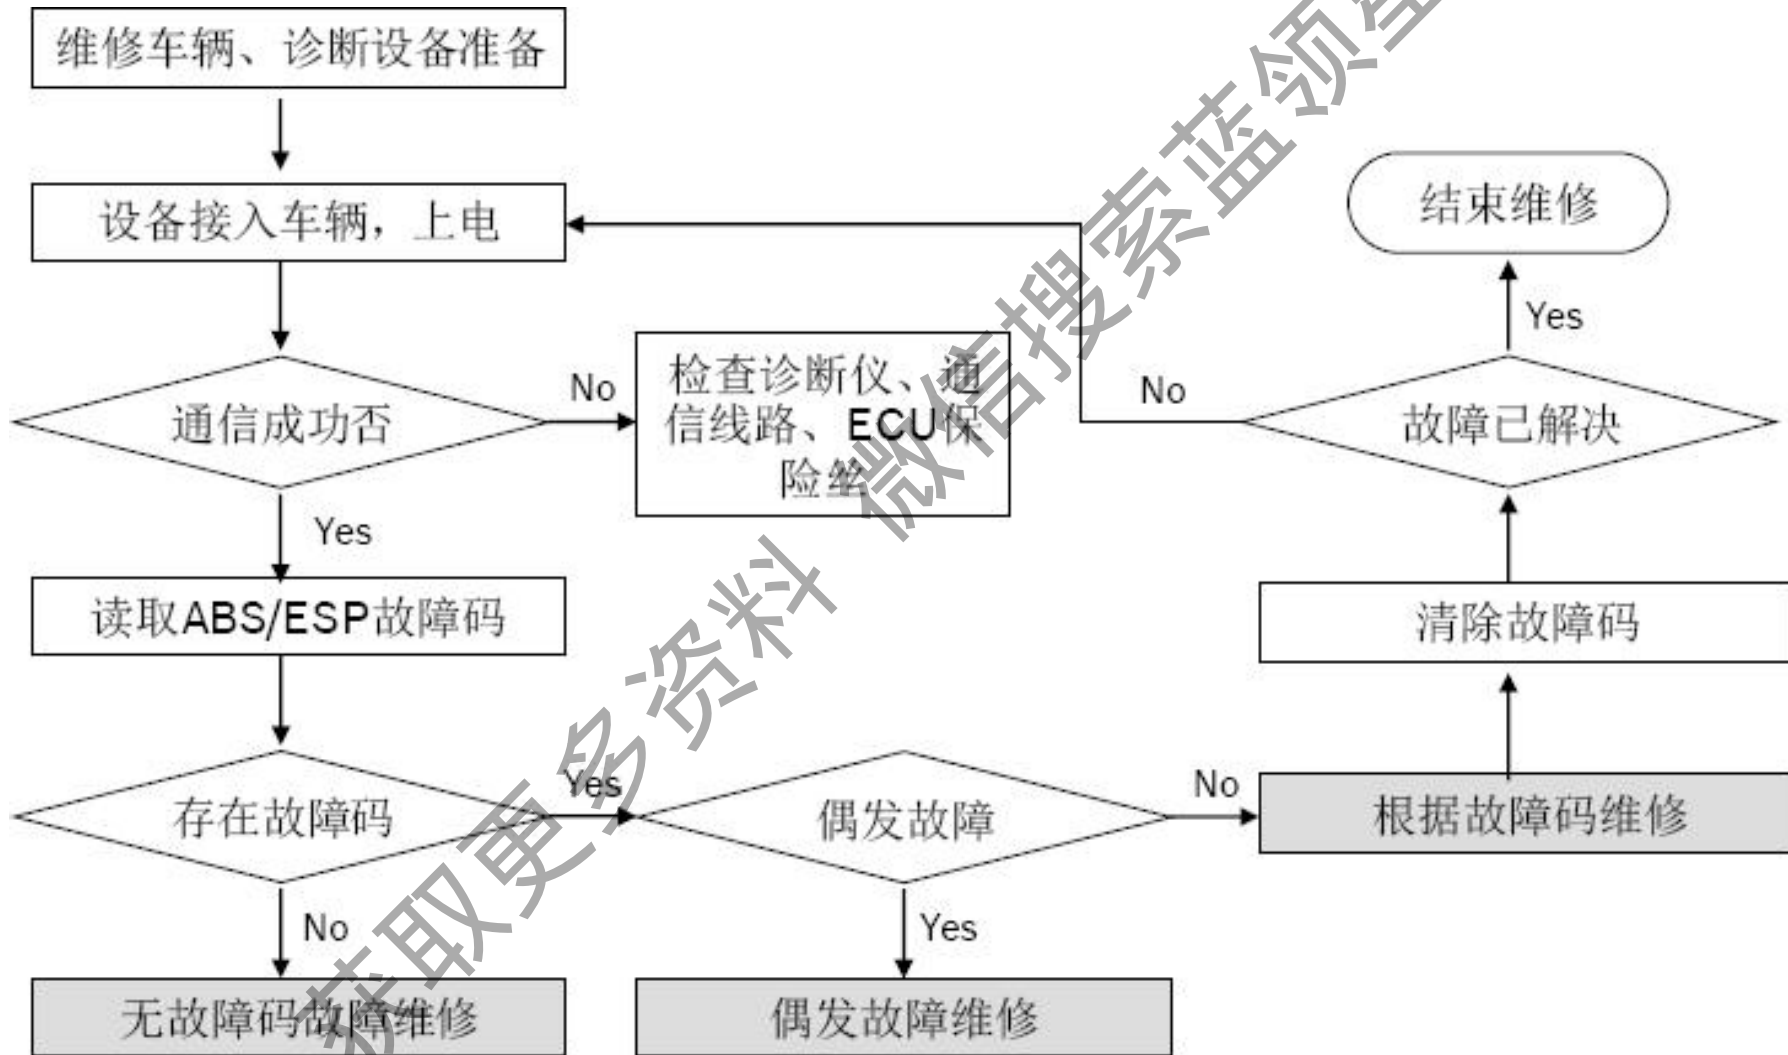 维修车辆、诊断设备准备
设备接入车辆，上电
结束维修
Yes
通信成功否
No
检查诊断仪、通
信线路、ECU保
险丝
No
故障已解决
Yes
读取ABS/ESP故障码
清除故障码
存在故障码
Yes
偶发故障
No
根据故障码维修
No
Yes
无故障码故障维修
偶发故障维修
获取更多资料 微信搜索蓝领